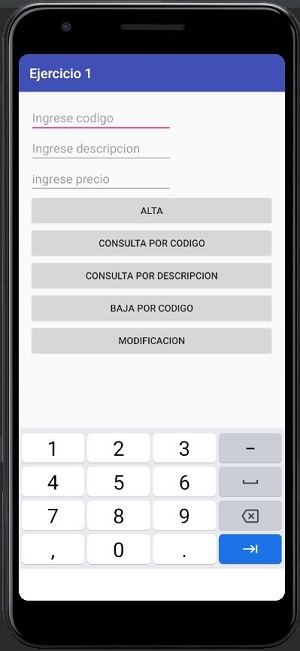 Ejercicio 1
Ingrese codigo
Ingrese descripcion
ingrese precio
ALTA
CONSULTA POR CODIGO
CONSULTA POR DESCRIPCION
BAJA POR CODIGO
MODIFICACION
1 2 3 -
4 5 6
7 8 9
, 0 .